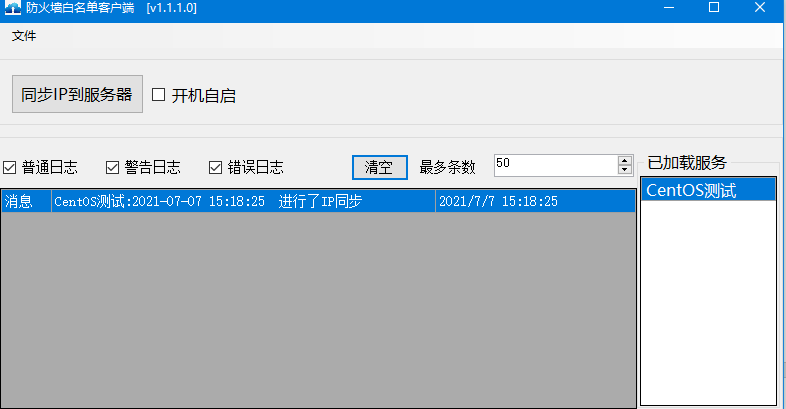 防火墙白名单客户端 [v1.1.1.0]
文件
同步IP到服务器 开机自启
普通日志 警告日志 错误日志 清空 最多条数 50
已加载服务
消息 CentOS测试:2021-07-07 15:18:25 进行了IP同步 2021/7/7 15:18:25
CentOS测试